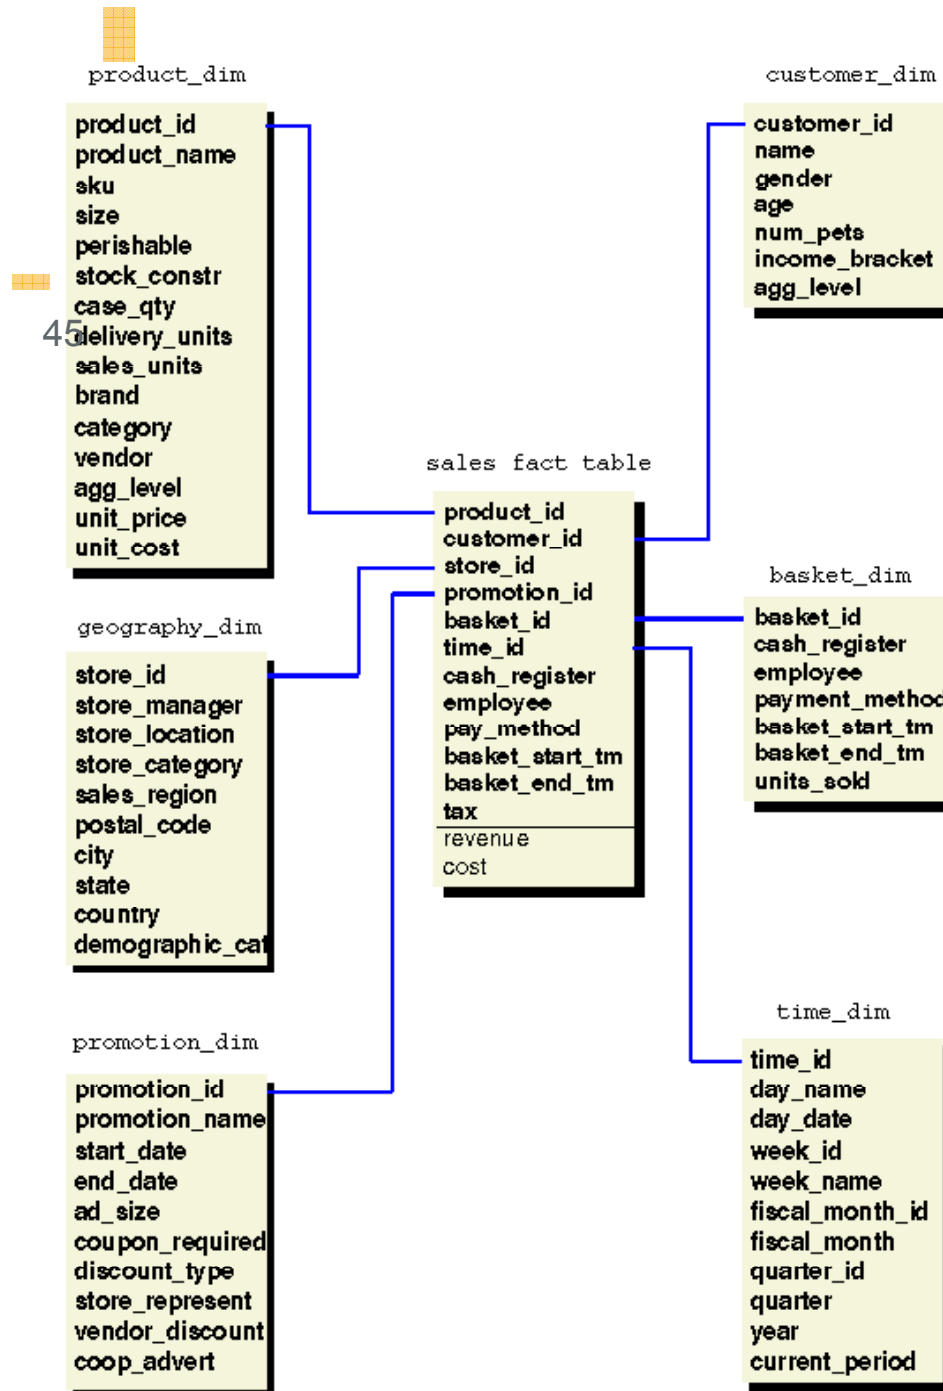 product_dim
product_id
product_name
sku
size
perishable
stock_constr
case_qty
delivery_units
sales_units
brand
category
vendor
agg_level
unit_price
unit_cost
45
customer_dim
customer_id
name
gender
age
num_pets
income_bracket
agg_level
sales fact table
product_id
customer_id
store_id
promotion_id
basket_id
time_id
cash_register
employee
pay_method
basket_start_tm
basket_end_tm
tax
revenue
cost
geography_dim
store_id
store_manager
store_location
store_category
sales_region
postal_code
city
state
country
demographic_cat
basket_dim
basket_id
cash_register
employee
payment_method
basket_start_tm
basket_end_tm
units_sold
promotion_dim
promotion_id
promotion_name
start_date
end_date
ad_size
coupon_required
discount_type
store_represent
vendor_discount
coop_advert
time_dim
time_id
day_name
day_date
week_id
week_name
fiscal_month_id
fiscal_month
quarter_id
quarter
year
current_period